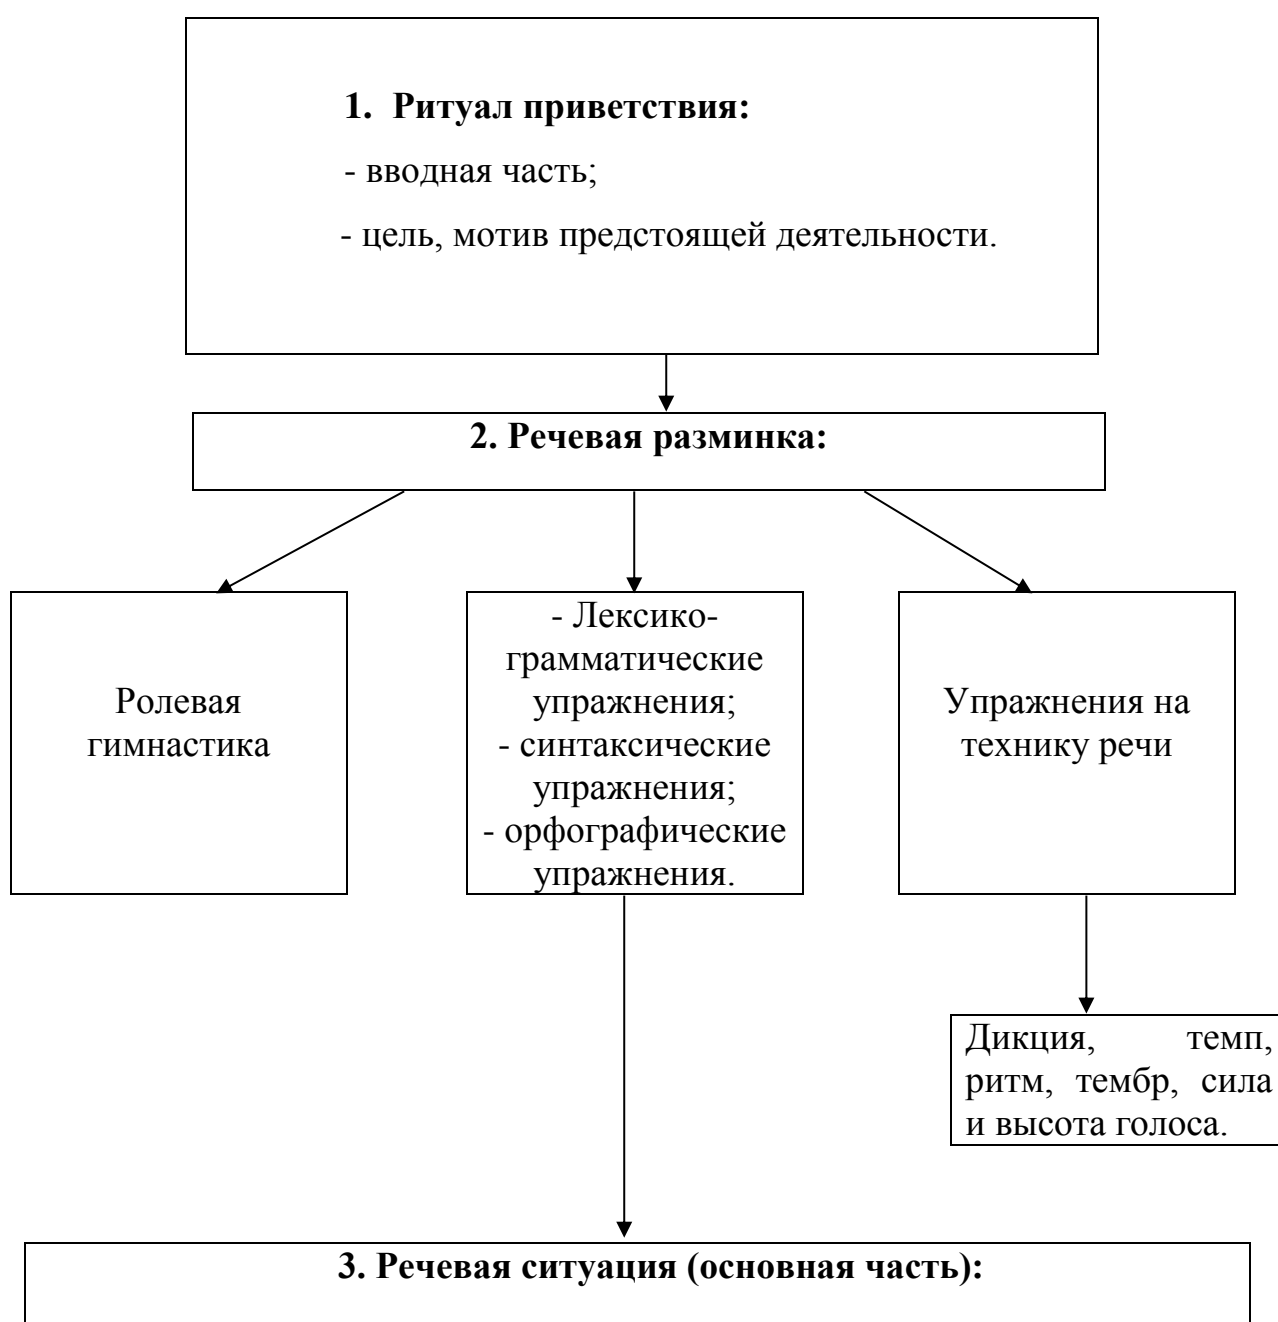 1. Ритуал приветствия:
- вводная часть;
- цель, мотив предстоящей деятельности.
2. Речевая разминка:
Ролевая
гимнастика
- Лексико-
грамматические
упражнения;
- синтаксические
упражнения;
- орфографические
упражнения.
Упражнения на
технику речи
Дикция, темп,
ритм, тембр, сила
и высота голоса.
3. Речевая ситуация (основная часть):